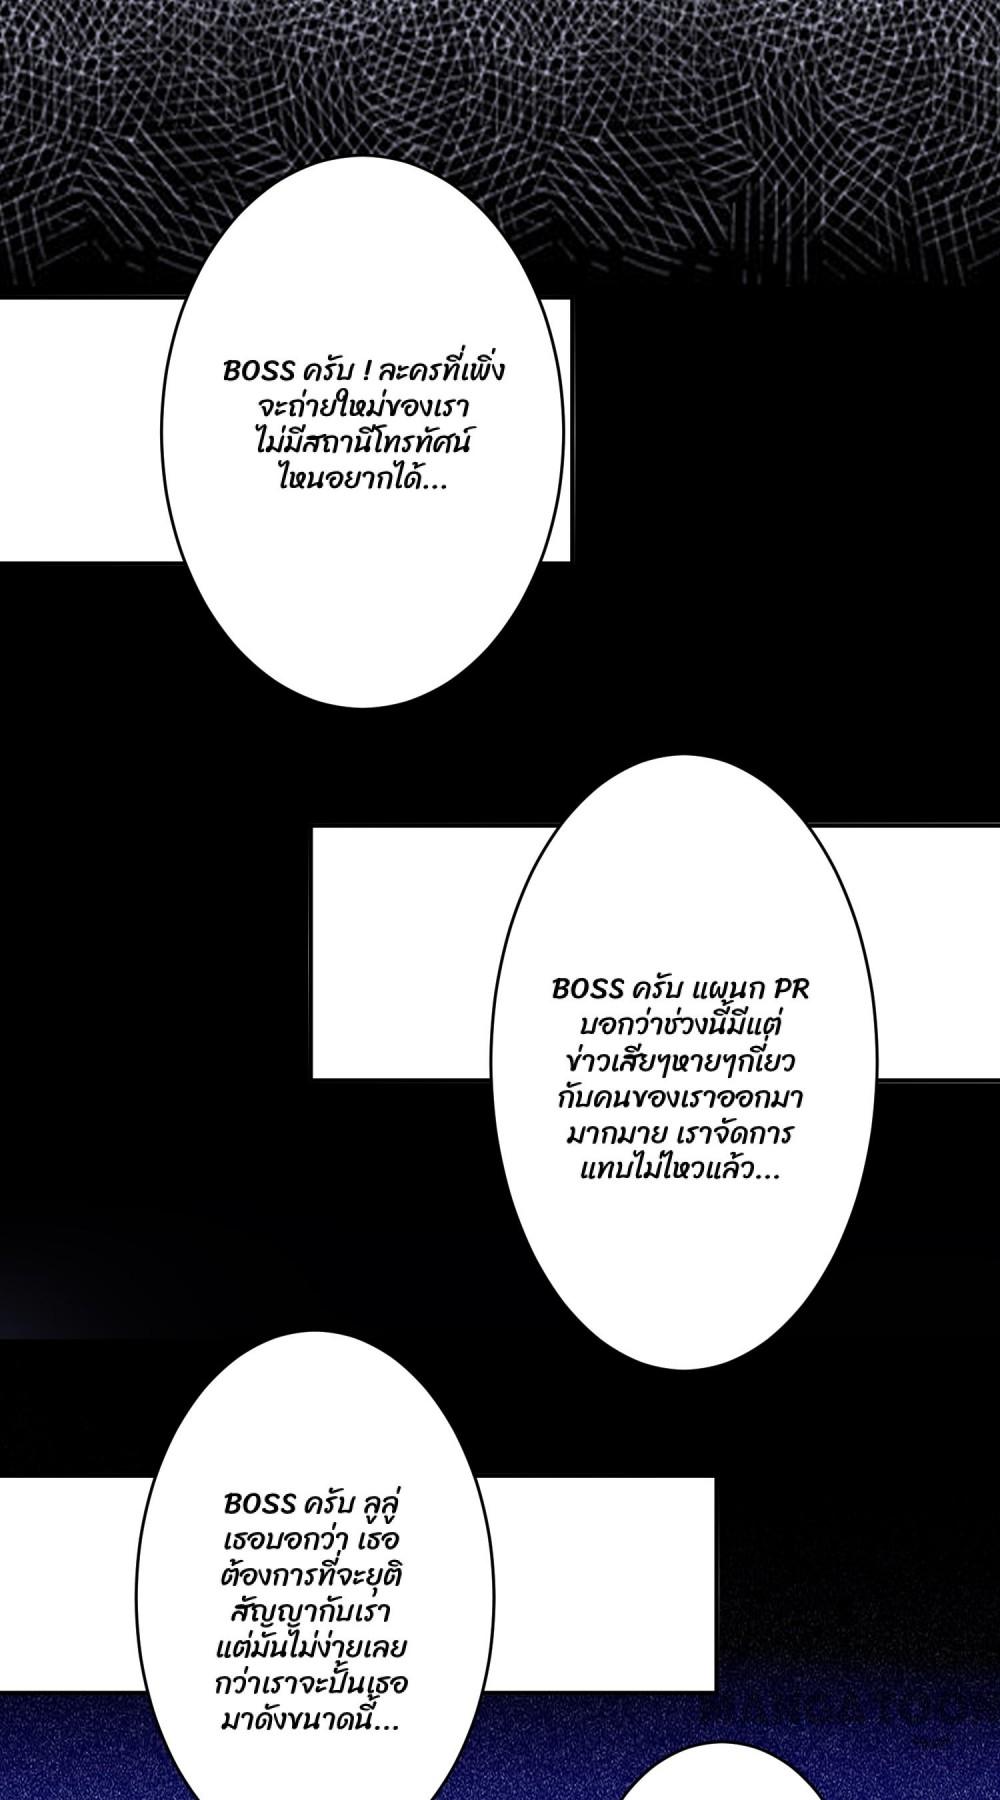 BOSS ครับ ! ละครที่เพิ่ง
จะถ่ายใหม่ของเรา
ไม่มีสถานีโทรทัศน์
ไหนอยากได้...
BOSS ครับ แผนก PR
บอกว่าช่วงนี้มีแต่
ข่าวเสียๆหายๆกเี่ยว
กับคนของเราออกมา
มากมาย เราจัดการ
แทบไม่ไหวแล้ว...
BOSS ครับ ลูลู่
เธอบอกว่า เธอ
ต้องการที่จะยุติ
สัญญากับเรา
แต่มันไม่ง่ายเลย
กว่าเราจะปั้นเธอ
มาดังขนาดนี้...
MANGATOON